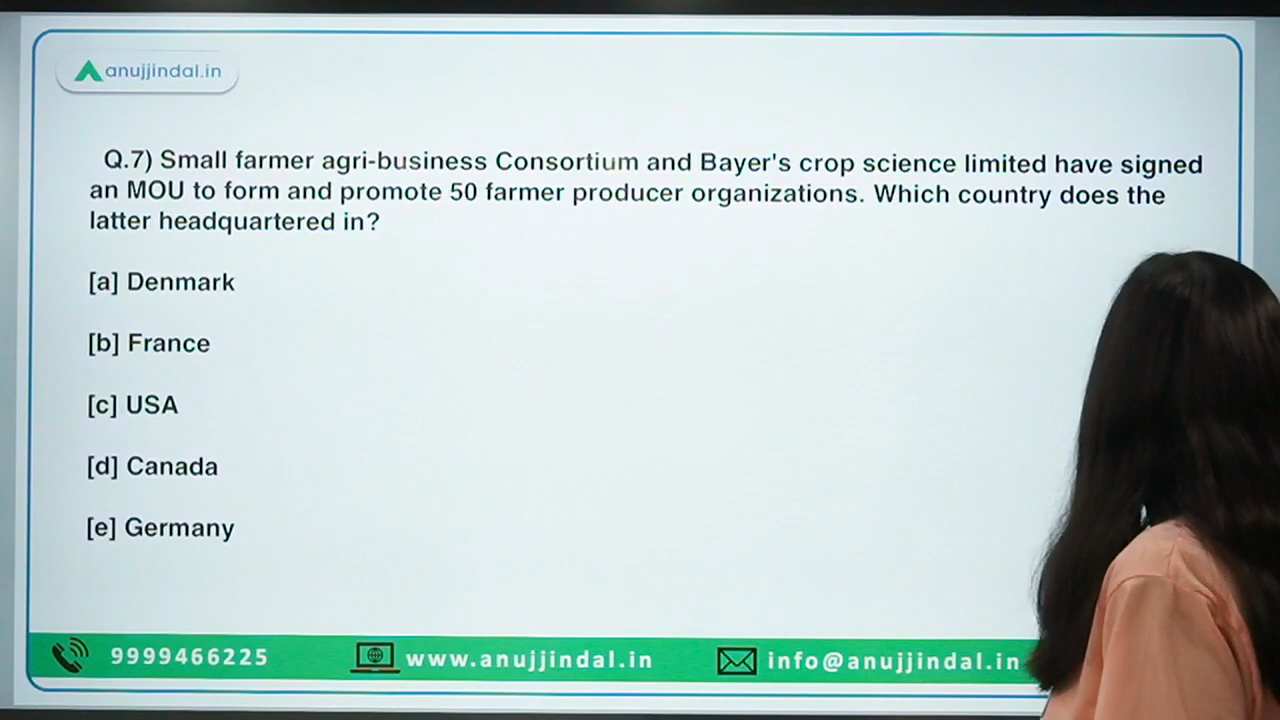 anujjindal.in
Q.7) Small farmer agri-business Consortium and Bayer's crop science limited have signed
an MOU to form and promote 50 farmer producer organizations. Which country does the
latter headquartered in?
[a] Denmark
[b] France
[c] USA
[d] Canada
[e] Germany
9999466225 www.anujjindal.in info@anujjindal.in